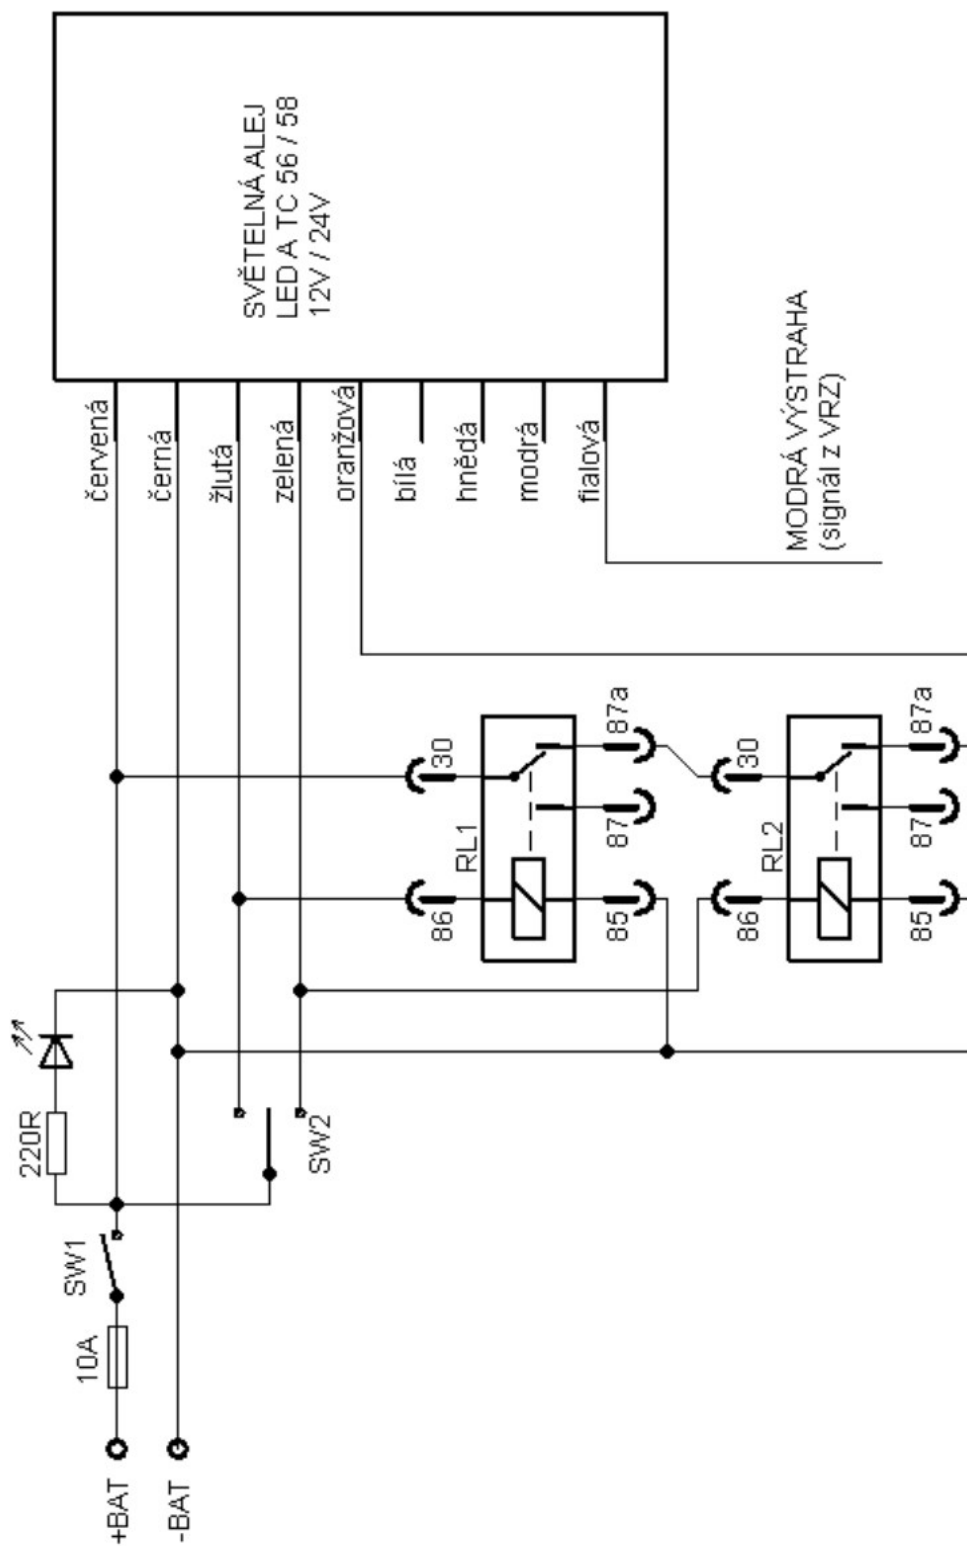 SVĚTELNÁ ALEJ
LED A TC 56 / 58
12V / 24V
červená
černá
žlutá
zelená
oranžová
bílá
hnědá
modrá
fialová
MODRÁ VÝSTRAHA
(signál z VRZ)
220R
SW1
10A
SW2
+BAT
-BAT
RL1
30
86
87a
87
85
RL2
30
86
87a
87
85